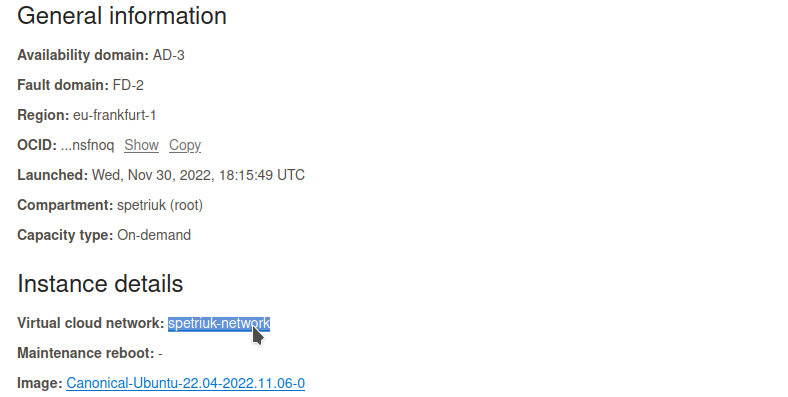 General information
Availability domain: AD-3
Fault domain: FD-2
Region: eu-frankfurt-1
OCID: ...nsfnoq Show Copy
Launched: Wed, Nov 30, 2022, 18:15:49 UTC
Compartment: spetriuk (root)
Capacity type: On-demand
Instance details
Virtual cloud network: spetriuk-network
Maintenance reboot: -
Image: Canonical-Ubuntu-22.04-2022.11.06-0